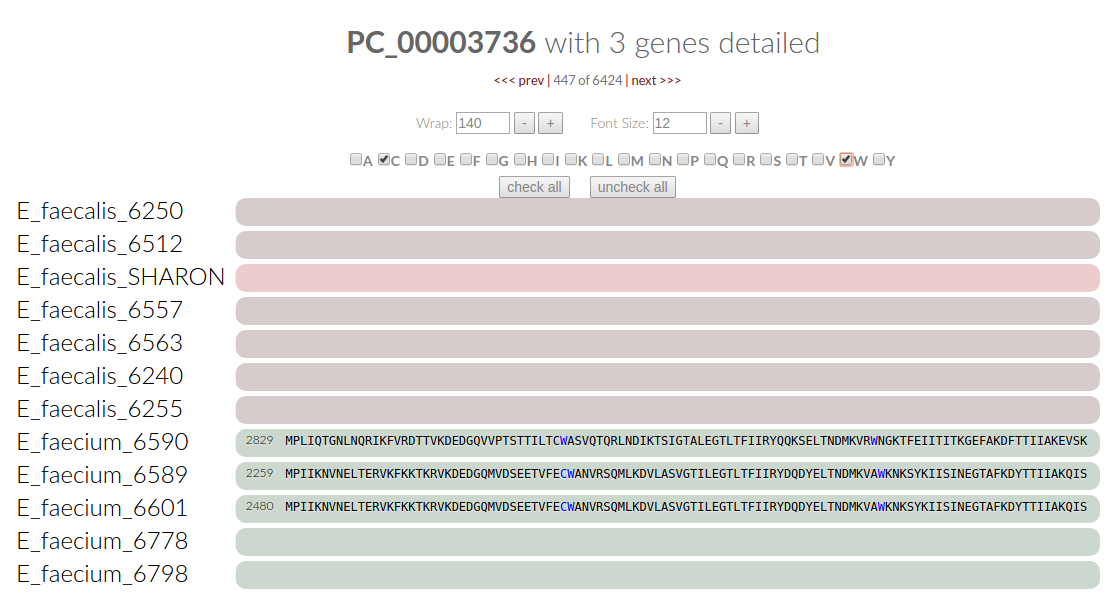 PC_00003736 with 3 genes detailed
<<< prev | 447 of 6424 | next >>>
Wrap: 140 - + Font Size: 12 - +
A C D E F G H I K L M N P Q R S T V W Y
check all uncheck all
E_faecalis_6250
E_faecalis_6512
E_faecalis_SHARON
E_faecalis_6557
E_faecalis_6563
E_faecalis_6240
E_faecalis_6255
E_faecium_6590 2829 MPLIQTGNLNQRIKFVRDTTVKDEDGQVVPTSTTILTCWASVQTQRLNDIKTSIGTALEGTLTFIIRYQQKSELTNDMKVRWNGKTFEIITITKGEFAKDFTTIIAKEVSK
E_faecium_6589 2259 MPIIKNVNELTERVKFKKTKRVKDEDGQMVDSEETVFECWANVRSQMLKDVLASVGTILEGTLTFIIRYDQDYELTNDMKVAWKNKSYKIISINEGTAFKDYTTIIAKQIS
E_faecium_6601 2480 MPIIKNVNELTERVKFKKTKRVKDEDGQMVDSEETVFECWANVRSQMLKDVLASVGTILEGTLTFIIRYDQDYELTNDMKVAWKNKSYKIISINEGTAFKDYTTIIAKQIS
E_faecium_6778
E_faecium_6798